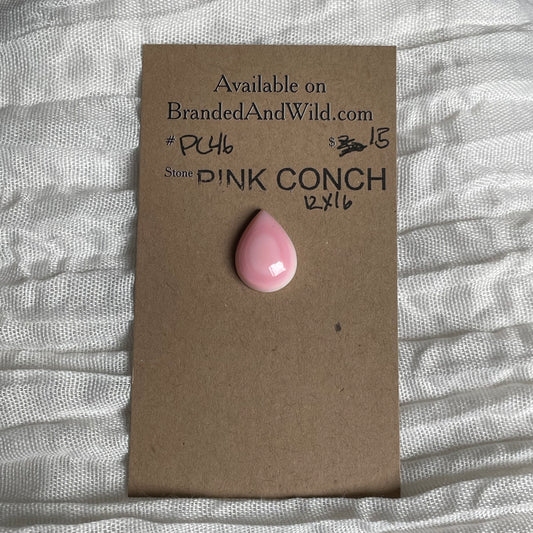 Available on
BrandedAndWild.com
# PC46 $ 15
Stone PINK CONCH
12x16